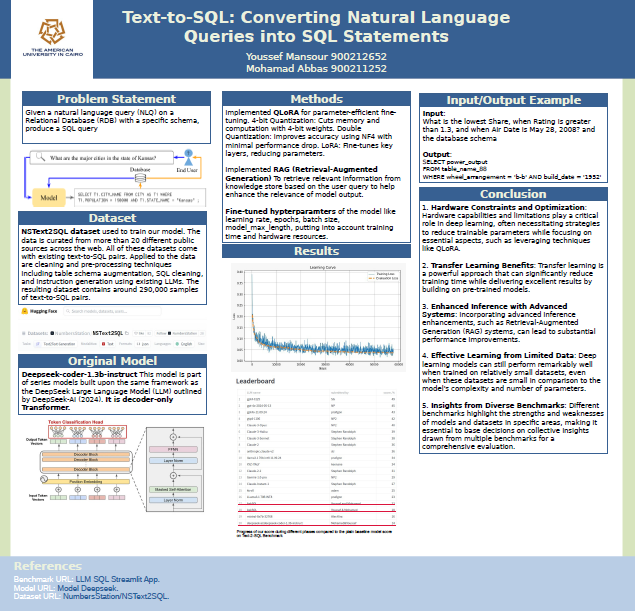 THE AMERICAN
UNIVERSITY IN CAIRO
Text-to-SQL: Converting Natural Language
Queries into SQL Statements
Youssef Mansour 900212652
Mohamad Abbas 900211252
Problem Statement
Given a natural language query (NLQ) on a
Relational Database (RDB) with a specific schema,
produce a SQL query
What are the major cities in the state of Kansas?
Database
End User
Model
SELECT T1.CITY_NAME FROM CITY AS T1 WHERE
T1.POPULATION > 150000 AND T1.STATE_NAME = "kansas" ;
Dataset
NSText2SQL dataset used to train our model. The
data is curated from more than 20 different public
sources across the web. All of these datasets come
with existing text-to-SQL pairs. Applied to the data
are cleaning and pre-processing techniques
including table schema augmentation, SQL cleaning,
and instruction generation using existing LLMs. The
resulting dataset contains around 290,000 samples
of text-to-SQL pairs.
Hugging Face
Datasets: NumbersStation/NSText2SQL
Original Model
Deepseek-coder-1.3b-instruct This model is part
of series models built upon the same framework as
the DeepSeek Large Language Model (LLM) outlined
by DeepSeek-AI (2024). It is decoder-only
Transformer.
Token Classification Head
Output Token
Vectors
Decoder Block
Decoder Block
Decoder Block
Position Embedding
Input Token
Vectors
FFNN
Layer Norm
Masked Self-Attention
Layer Norm
Methods
Implemented QLoRA for parameter-efficient fine-
tuning. 4-bit Quantization: Cuts memory and
computation with 4-bit weights. Double
Quantization: Improves accuracy using NF4 with
minimal performance drop. LoRA: Fine-tunes key
layers, reducing parameters.
Implemented RAG (Retrieval-Augmented
Generation) To retrieve relevant information from
knowledge store based on the user query to help
enhance the relevance of model output.
Fine-tuned hypterparamters of the model like
learning rate, epochs, batch size,
model_max_length, putting into account training
time and hardware resources.
Results
Learning Curve
Leaderboard
Progress of our score during different phases compared to the plain baseline model score
on Text-2-SQL Benchmark
Input/Output Example
Input:
What is the lowest Share, when Rating is greater
than 1.3, and when Air Date is May 28, 2008? and
the database schema
Output:
SELECT power_output
FROM table_name_88
WHERE wheel_arrangement = 'b-b' AND build_date = '1952'
Conclusion
1. Hardware Constraints and Optimization:
Hardware capabilities and limitations play a critical
role in deep learning, often necessitating strategies
to reduce trainable parameters while focusing on
essential aspects, such as leveraging techniques
like QLoRA.
2. Transfer Learning Benefits: Transfer learning is
a powerful approach that can significantly reduce
training time while delivering excellent results by
building on pre-trained models.
3. Enhanced Inference with Advanced
Systems: Incorporating advanced inference
enhancements, such as Retrieval-Augmented
Generation (RAG) systems, can lead to substantial
performance improvements.
4. Effective Learning from Limited Data: Deep
learning models can still perform remarkably well
when trained on relatively small datasets, even
when these datasets are small in comparison to the
model's complexity and number of parameters.
5. Insights from Diverse Benchmarks: Different
benchmarks highlight the strengths and weaknesses
of models and datasets in specific areas, making it
essential to base decisions on collective insights
drawn from multiple benchmarks for a
comprehensive evaluation.
References
Benchmark URL: LLM SQL Streamlit App.
Model URL: Model Deepseek.
Dataset URL: NumbersStation/NSText2SQL.